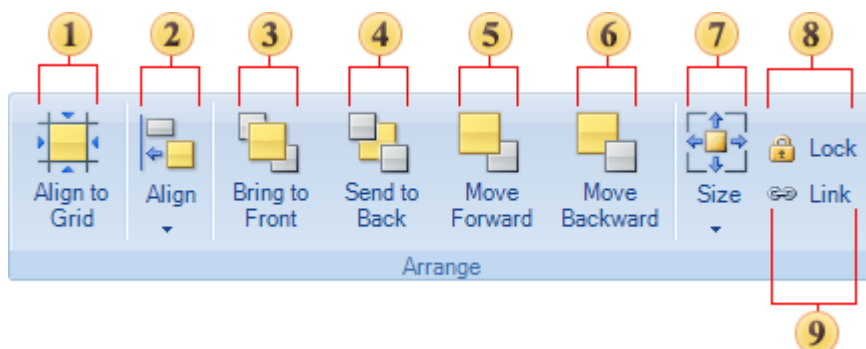 1 2 3 4 5 6 7 8
Align to Grid
Align
Bring to Front
Send to Back
Move Forward
Move Backward
Size
Lock
Link
Arrange
9